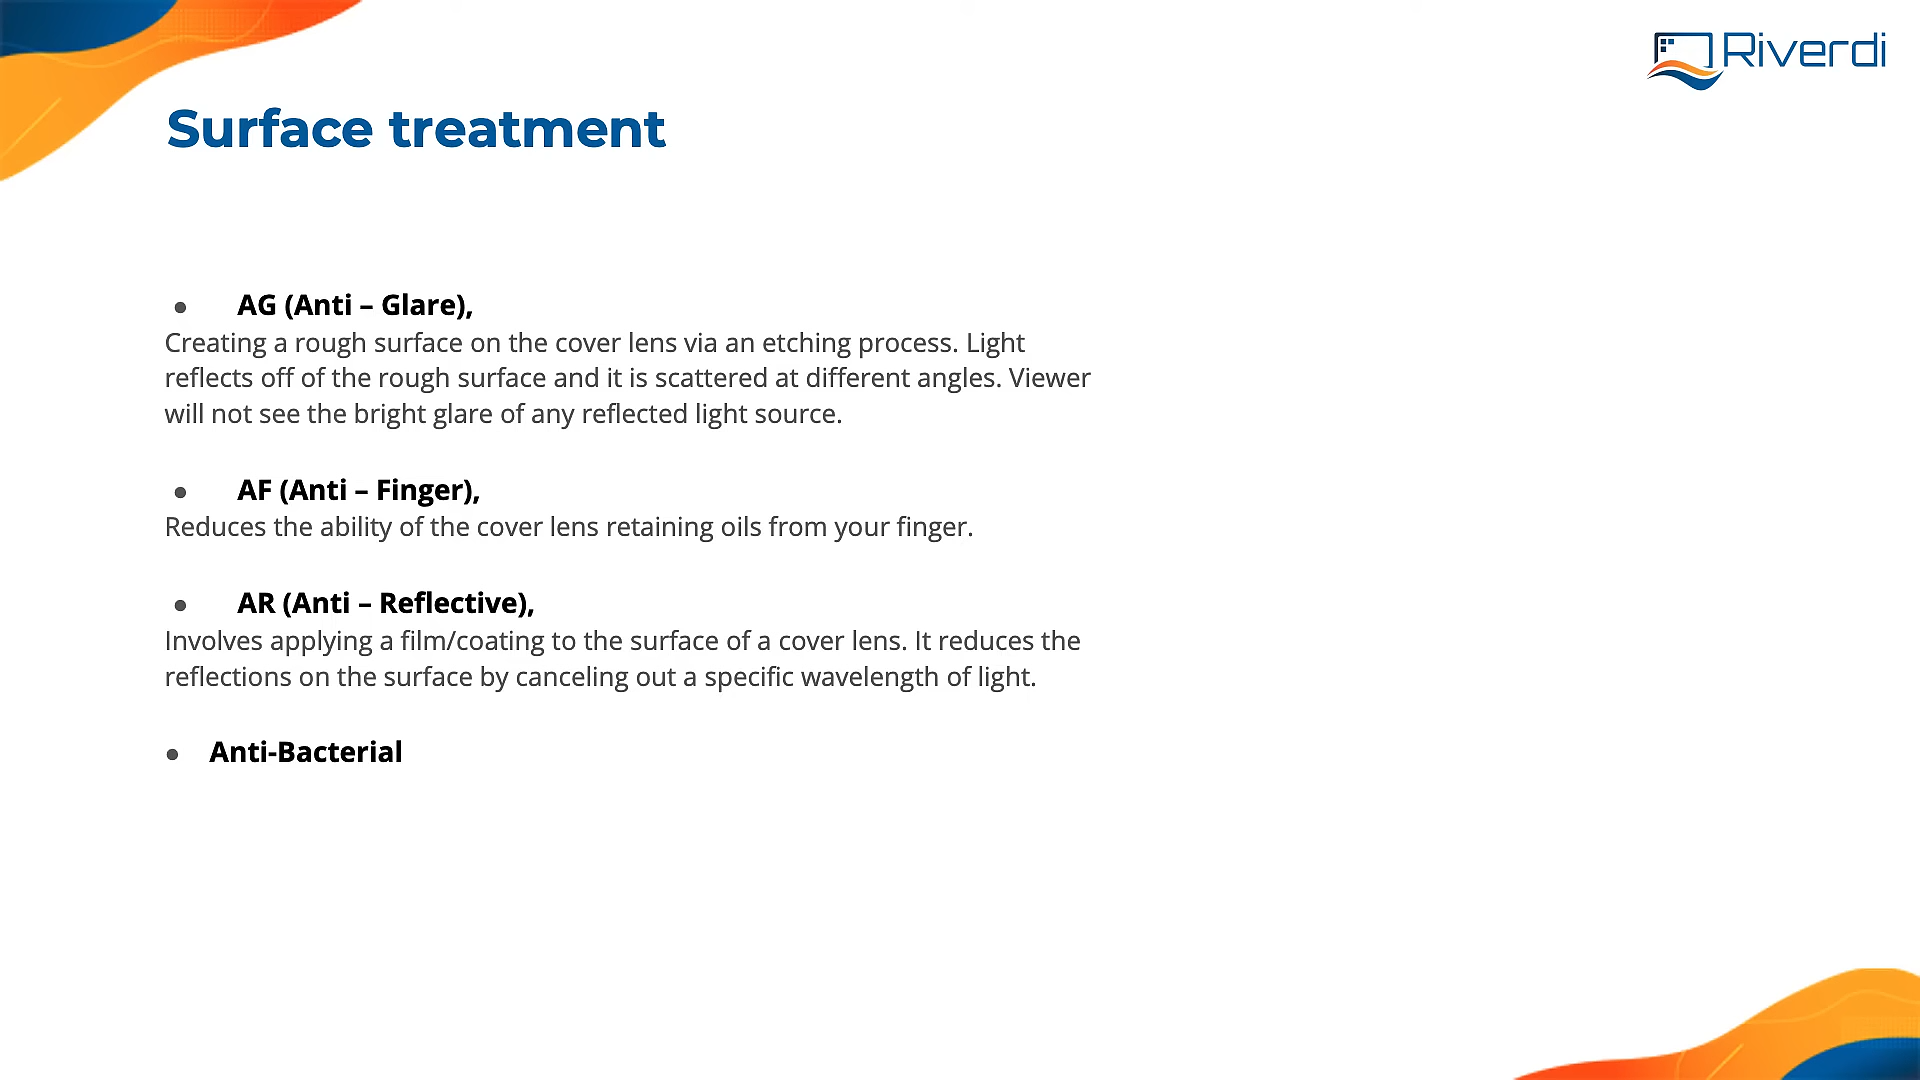 Riverdi
Surface treatment
● AG (Anti – Glare),
Creating a rough surface on the cover lens via an etching process. Light
reflects off of the rough surface and it is scattered at different angles. Viewer
will not see the bright glare of any reflected light source.
● AF (Anti – Finger),
Reduces the ability of the cover lens retaining oils from your finger.
● AR (Anti – Reflective),
Involves applying a film/coating to the surface of a cover lens. It reduces the
reflections on the surface by canceling out a specific wavelength of light.
● Anti-Bacterial